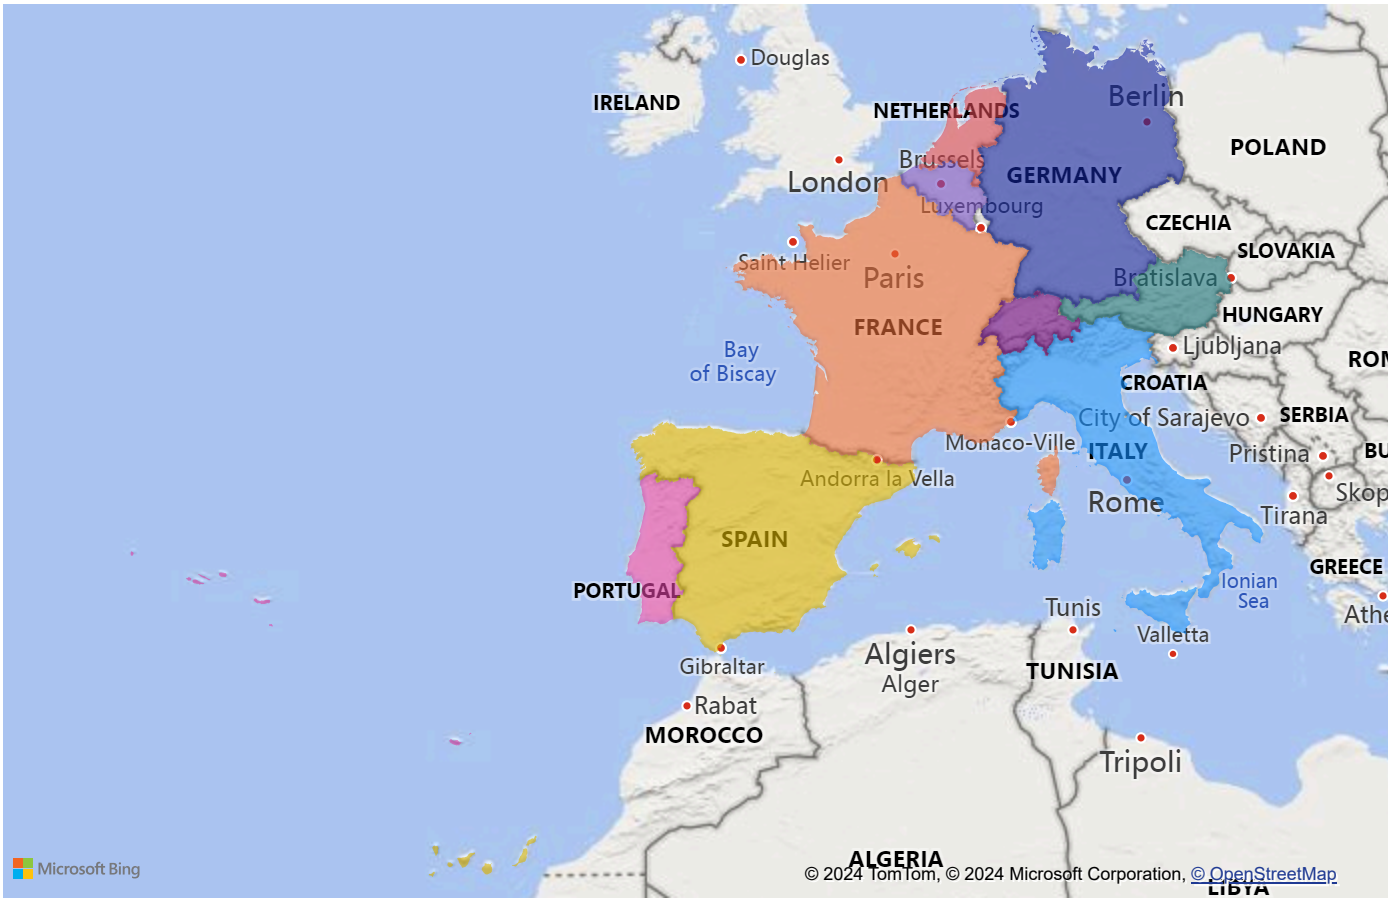 Douglas
IRELAND
NETHERLANDS
Berlin
POLAND
Brussels
London
GERMANY
Luxembourg
CZECHIA
Saint Helier
SLOVAKIA
Paris
Bratislava
FRANCE
HUNGARY
Bay
of Biscay
Ljubljana
ROM
CROATIA
City of Sarajevo
SERBIA
Monaco-Ville
ITALY
Pristina
BU
Andorra la Vella
Rome
Skop
Tirana
SPAIN
GREECE
PORTUGAL
Ionian
Sea
Tunis
Athe
Valletta
Gibraltar
Algiers
Alger
TUNISIA
Rabat
MOROCCO
Tripoli
ALGERIA
Microsoft Bing
© 2024 TomTom, © 2024 Microsoft Corporation, © OpenStreetMap
LIBYA